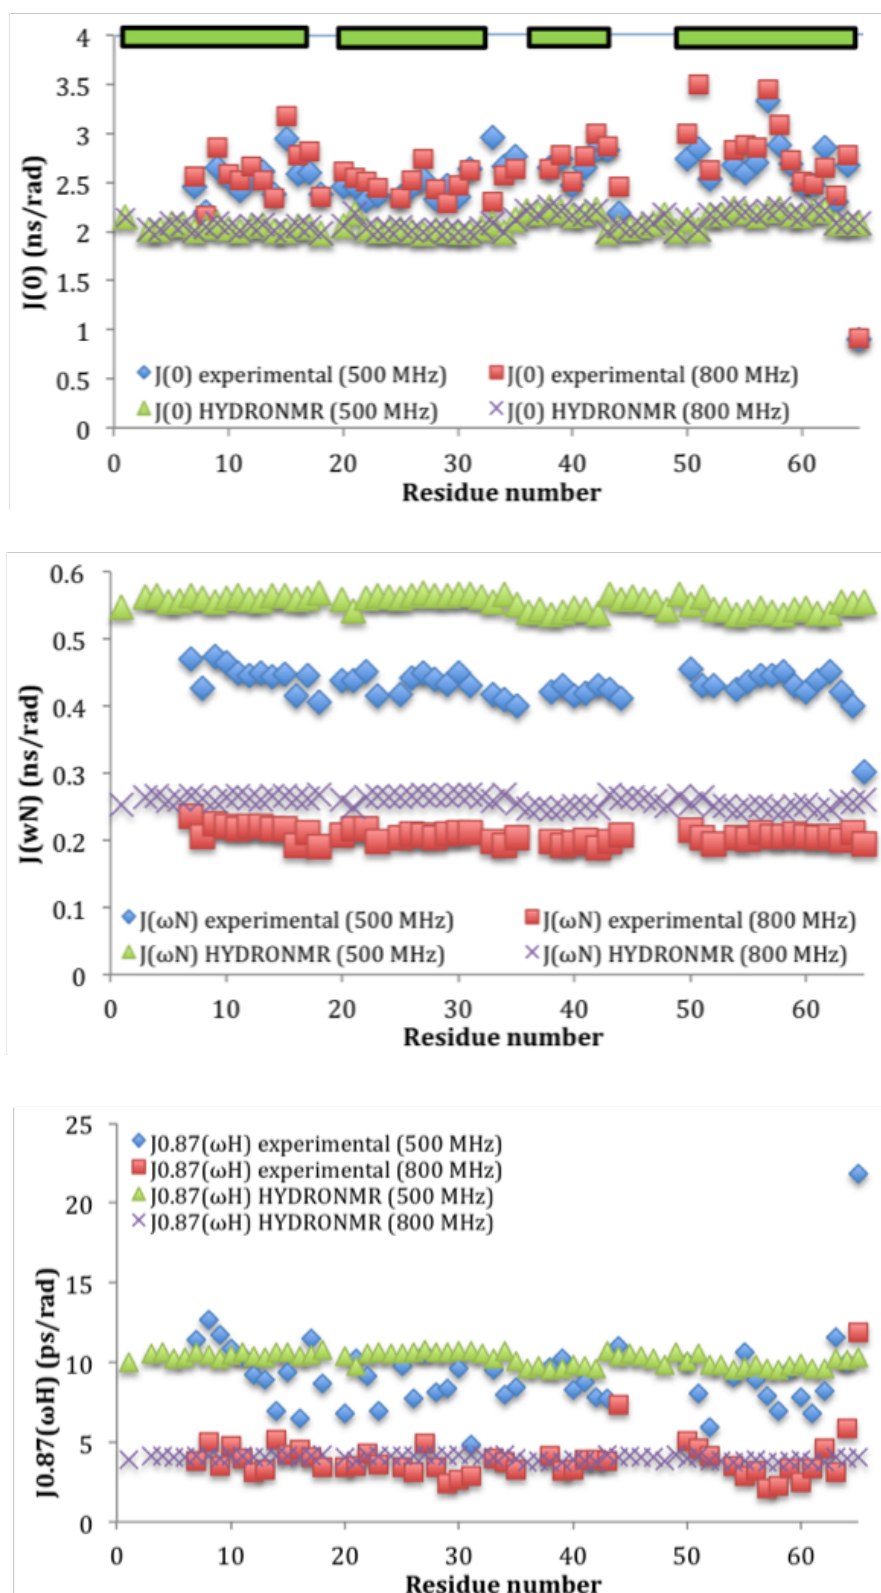 4
3.5
3
2.5
2
1.5
1
0.5
0
J(0) (ns/rad)
J(0) experimental (500 MHz)
J(0) experimental (800 MHz)
J(0) HYDRONMR (500 MHz)
J(0) HYDRONMR (800 MHz)
0 10 20 30 40 50 60
Residue number
0.6
0.5
0.4
0.3
0.2
0.1
0
J(wN) (ns/rad)
J(ωN) experimental (500 MHz)
J(ωN) experimental (800 MHz)
J(ωN) HYDRONMR (500 MHz)
J(ωN) HYDRONMR (800 MHz)
0 10 20 30 40 50 60
Residue number
25
20
15
10
5
0
J0.87(ωH) (ps/rad)
J0.87(ωH) experimental (500 MHz)
J0.87(ωH) experimental (800 MHz)
J0.87(ωH) HYDRONMR (500 MHz)
J0.87(ωH) HYDRONMR (800 MHz)
0 10 20 30 40 50 60
Residue number